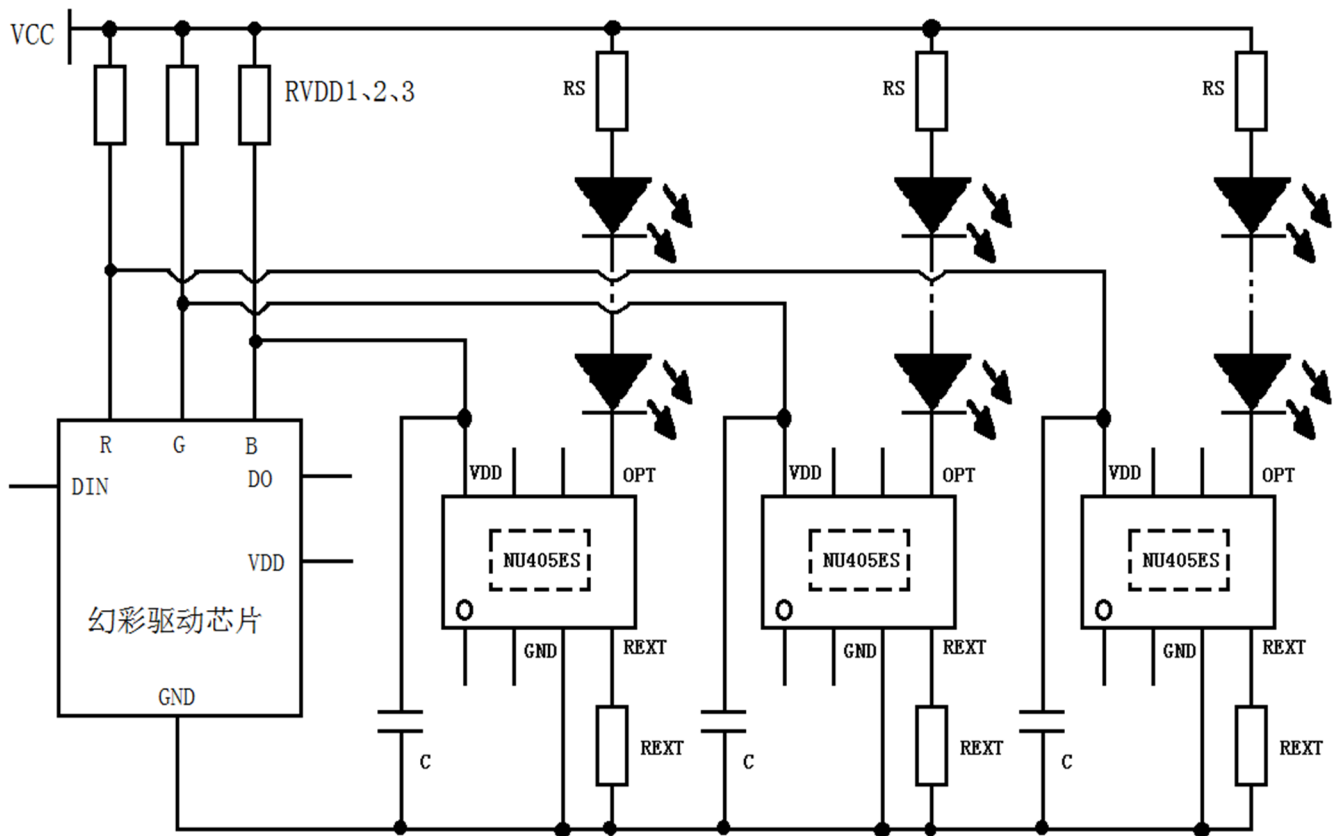 VCC
RVDD1、2、3
RS
RS
RS
R
G
B
DIN
DO
VDD
幻彩驱动芯片
GND
VDD
OPT
NU405ES
GND
REXT
REXT
C
VDD
OPT
NU405ES
GND
REXT
REXT
C
VDD
OPT
NU405ES
GND
REXT
REXT
C